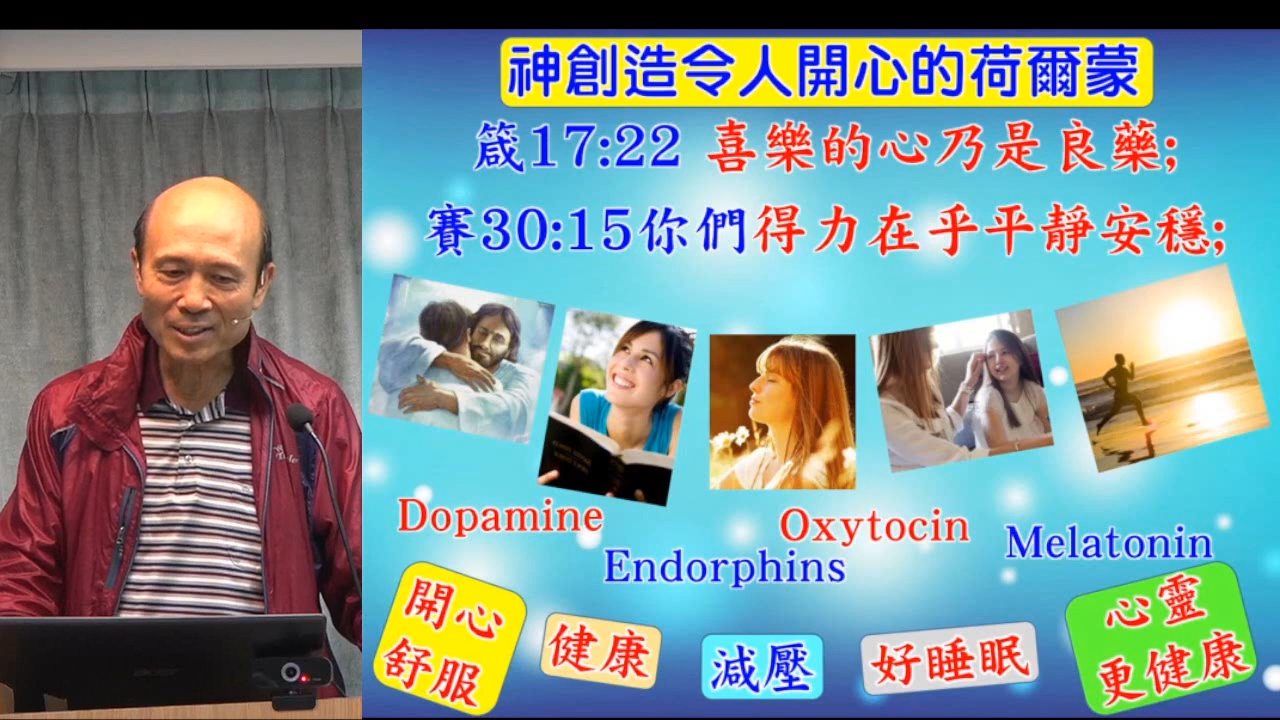 神創造令人開心的荷爾蒙
箴17:22 喜樂的心乃是良藥;
賽30:15你們得力在乎平靜安穩;
Dopamine
Oxytocin
Endorphins
Melatonin
開心
舒服
健康
減壓
好睡眠
心靈
更健康